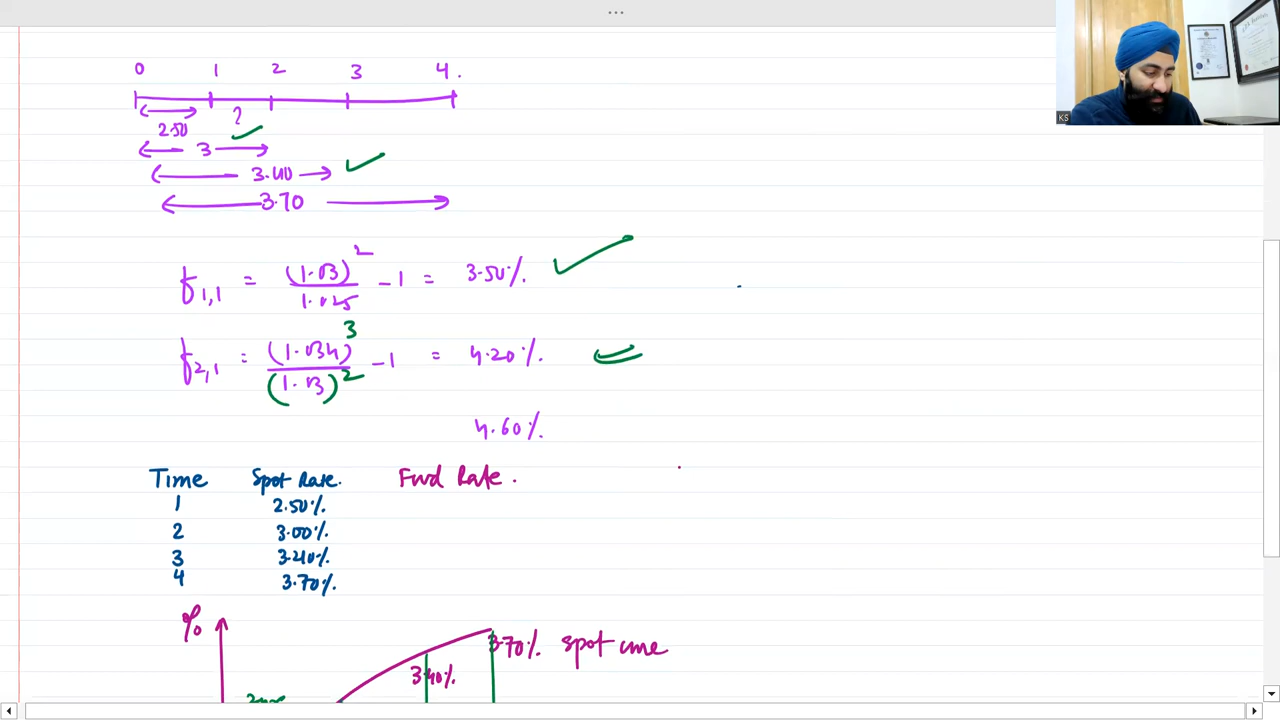 0 1 2 3 4.
2.50 ?
3
3.40
3.70
f1,1 = (1.03)^2 / 1.025 - 1 = 3.50%.
f2,1 = (1.034)^3 / (1.03)^2 - 1 = 4.20%.
4.60%.
Time Spot Rate. Fwd Rate.
1 2.50%.
2 3.00%.
3 3.40%.
4 3.70%.
%
3.70% spot curve
3.40%.
KS